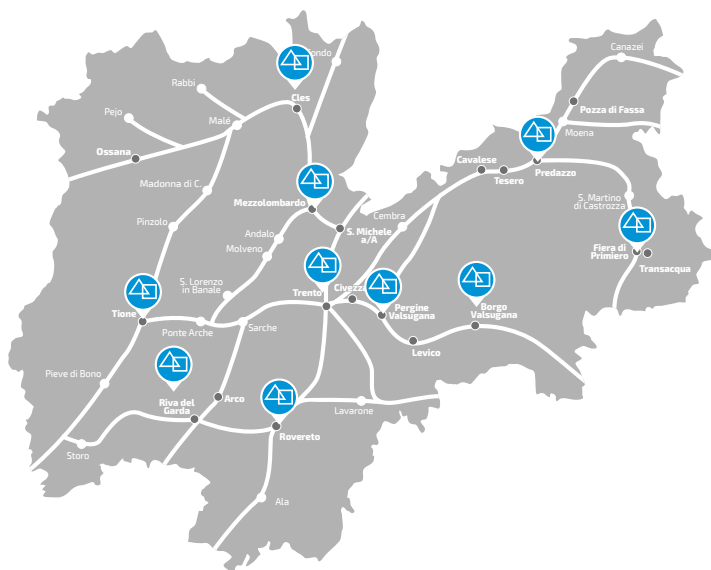 Canazei
Fondo
Rabbi
Cles
Pozza di Fassa
Pejo
Malé
Moena
Ossana
Cavalese
Tesero
Predazzo
Madonna di C.
S. Martino
di Castrozza
Mezzolombardo
Pinzolo
Cembra
S. Michele
a/A
Andalo
Molveno
Fiera di
Primiero
Transacqua
S. Lorenzo
in Banale
Trento
Pergine
Valsugana
Borgo
Valsugana
Tione
Ponte Arche
Sarche
Levico
Pieve di Bono
Riva del
Garda
Arco
Lavarone
Rovereto
Storo
Ala